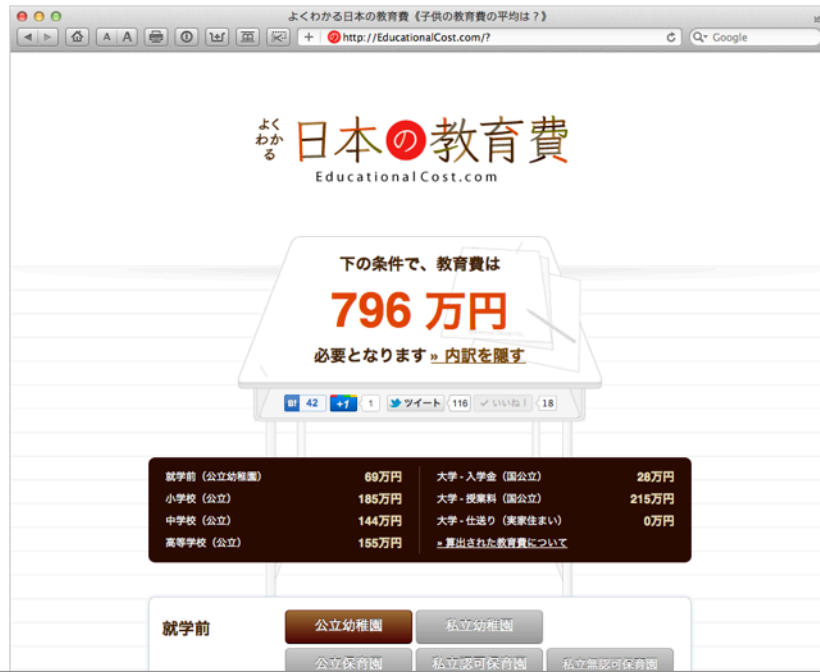 よくわかる日本の教育費《子供の教育費の平均は？》
A A
+ http://EducationalCost.com/?
Google
よく
わか
る
日本の教育費
EducationalCost.com
下の条件で、教育費は
796 万円
必要となります » 内訳を隠す
B! 42 +1 1 ツイート 116 いいね！ 18
就学前（公立幼稚園） 69万円 大学 - 入学金（国公立） 28万円
小学校（公立） 185万円 大学 - 授業料（国公立） 215万円
中学校（公立） 144万円 大学 - 仕送り（実家住まい） 0万円
高等学校（公立） 155万円 » 算出された教育費について
就学前 公立幼稚園 私立幼稚園
公立保育園 私立認可保育園 私立無認可保育園